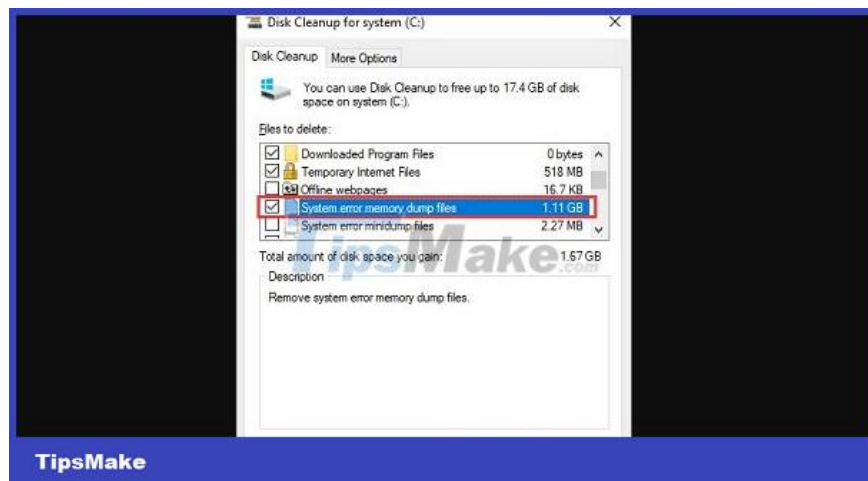 Disk Cleanup for system (C:)
Disk Cleanup
More Options
You can use Disk Cleanup to free up to 17.4 GB of disk
space on system (C:).
Files to delete:
Downloaded Program Files 0 bytes
Temporary Internet Files 518 MB
Offline webpages 16.7 KB
System error memory dump files 1.11 GB
System error minidump files 2.27 MB
Total amount of disk space you gain: 1.67 GB
TipsMake.com
Description
Remove system error memory dump files.
TipsMake